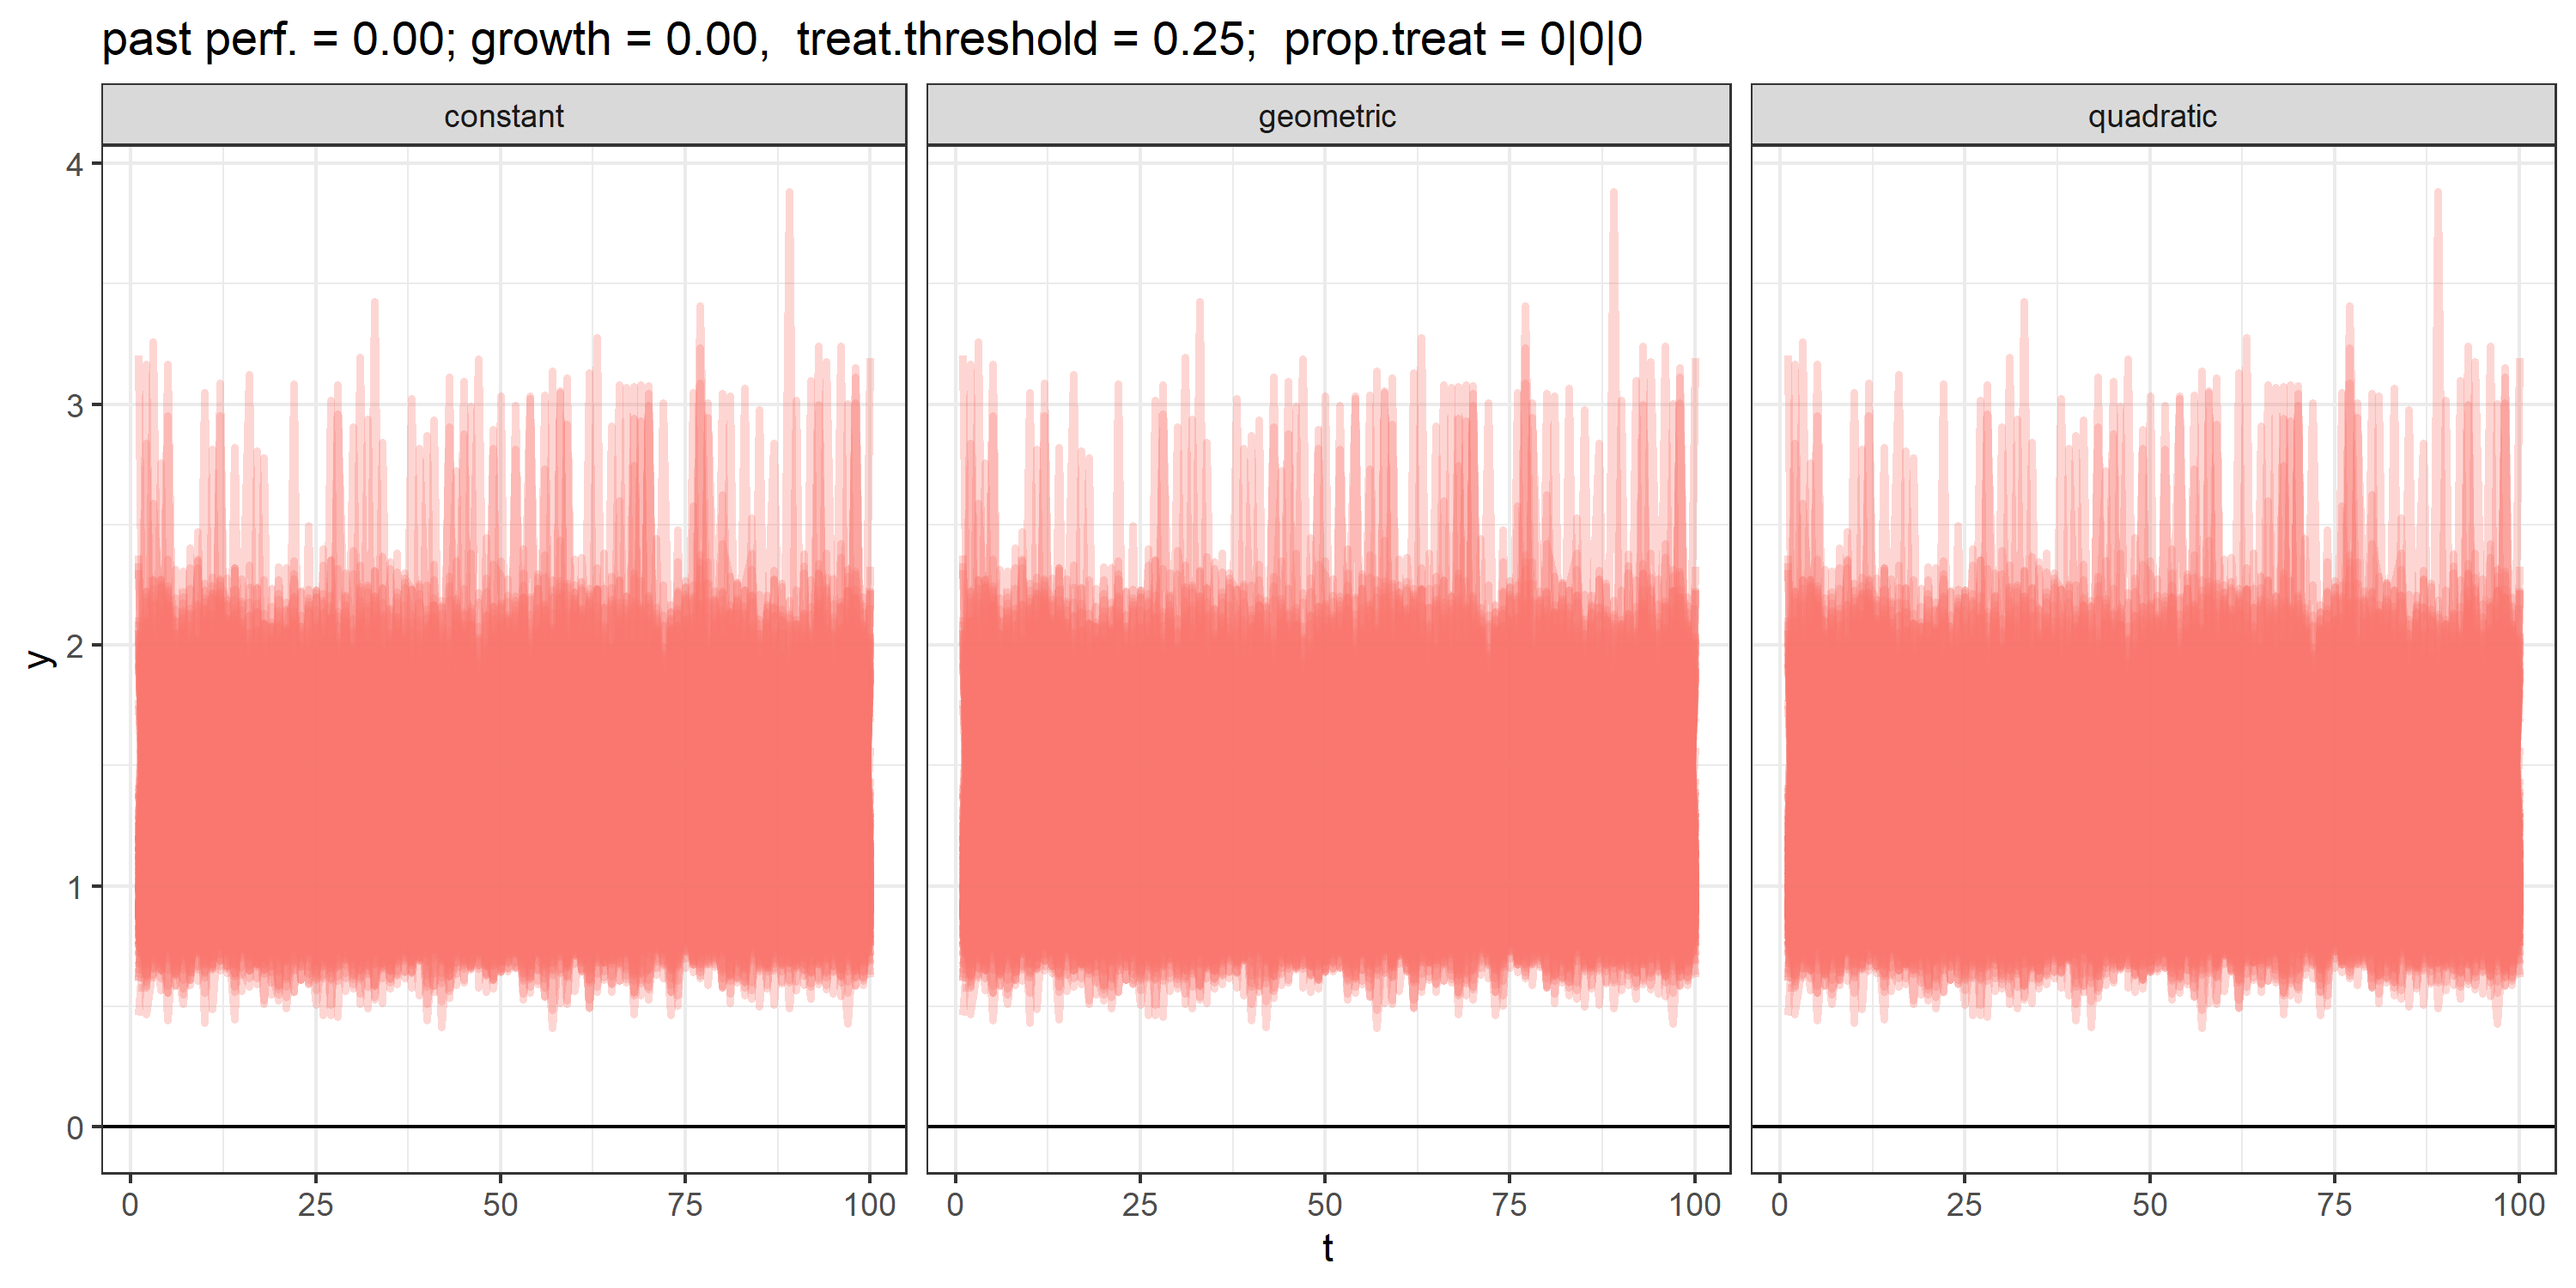 past perf. = 0.00; growth = 0.00,  treat.threshold = 0.25;  prop.treat = 0|0|0
constant geometric quadratic
4
3
2
1
0
y
0 25 50 75 100 0 25 50 75 100 0 25 50 75 100
t